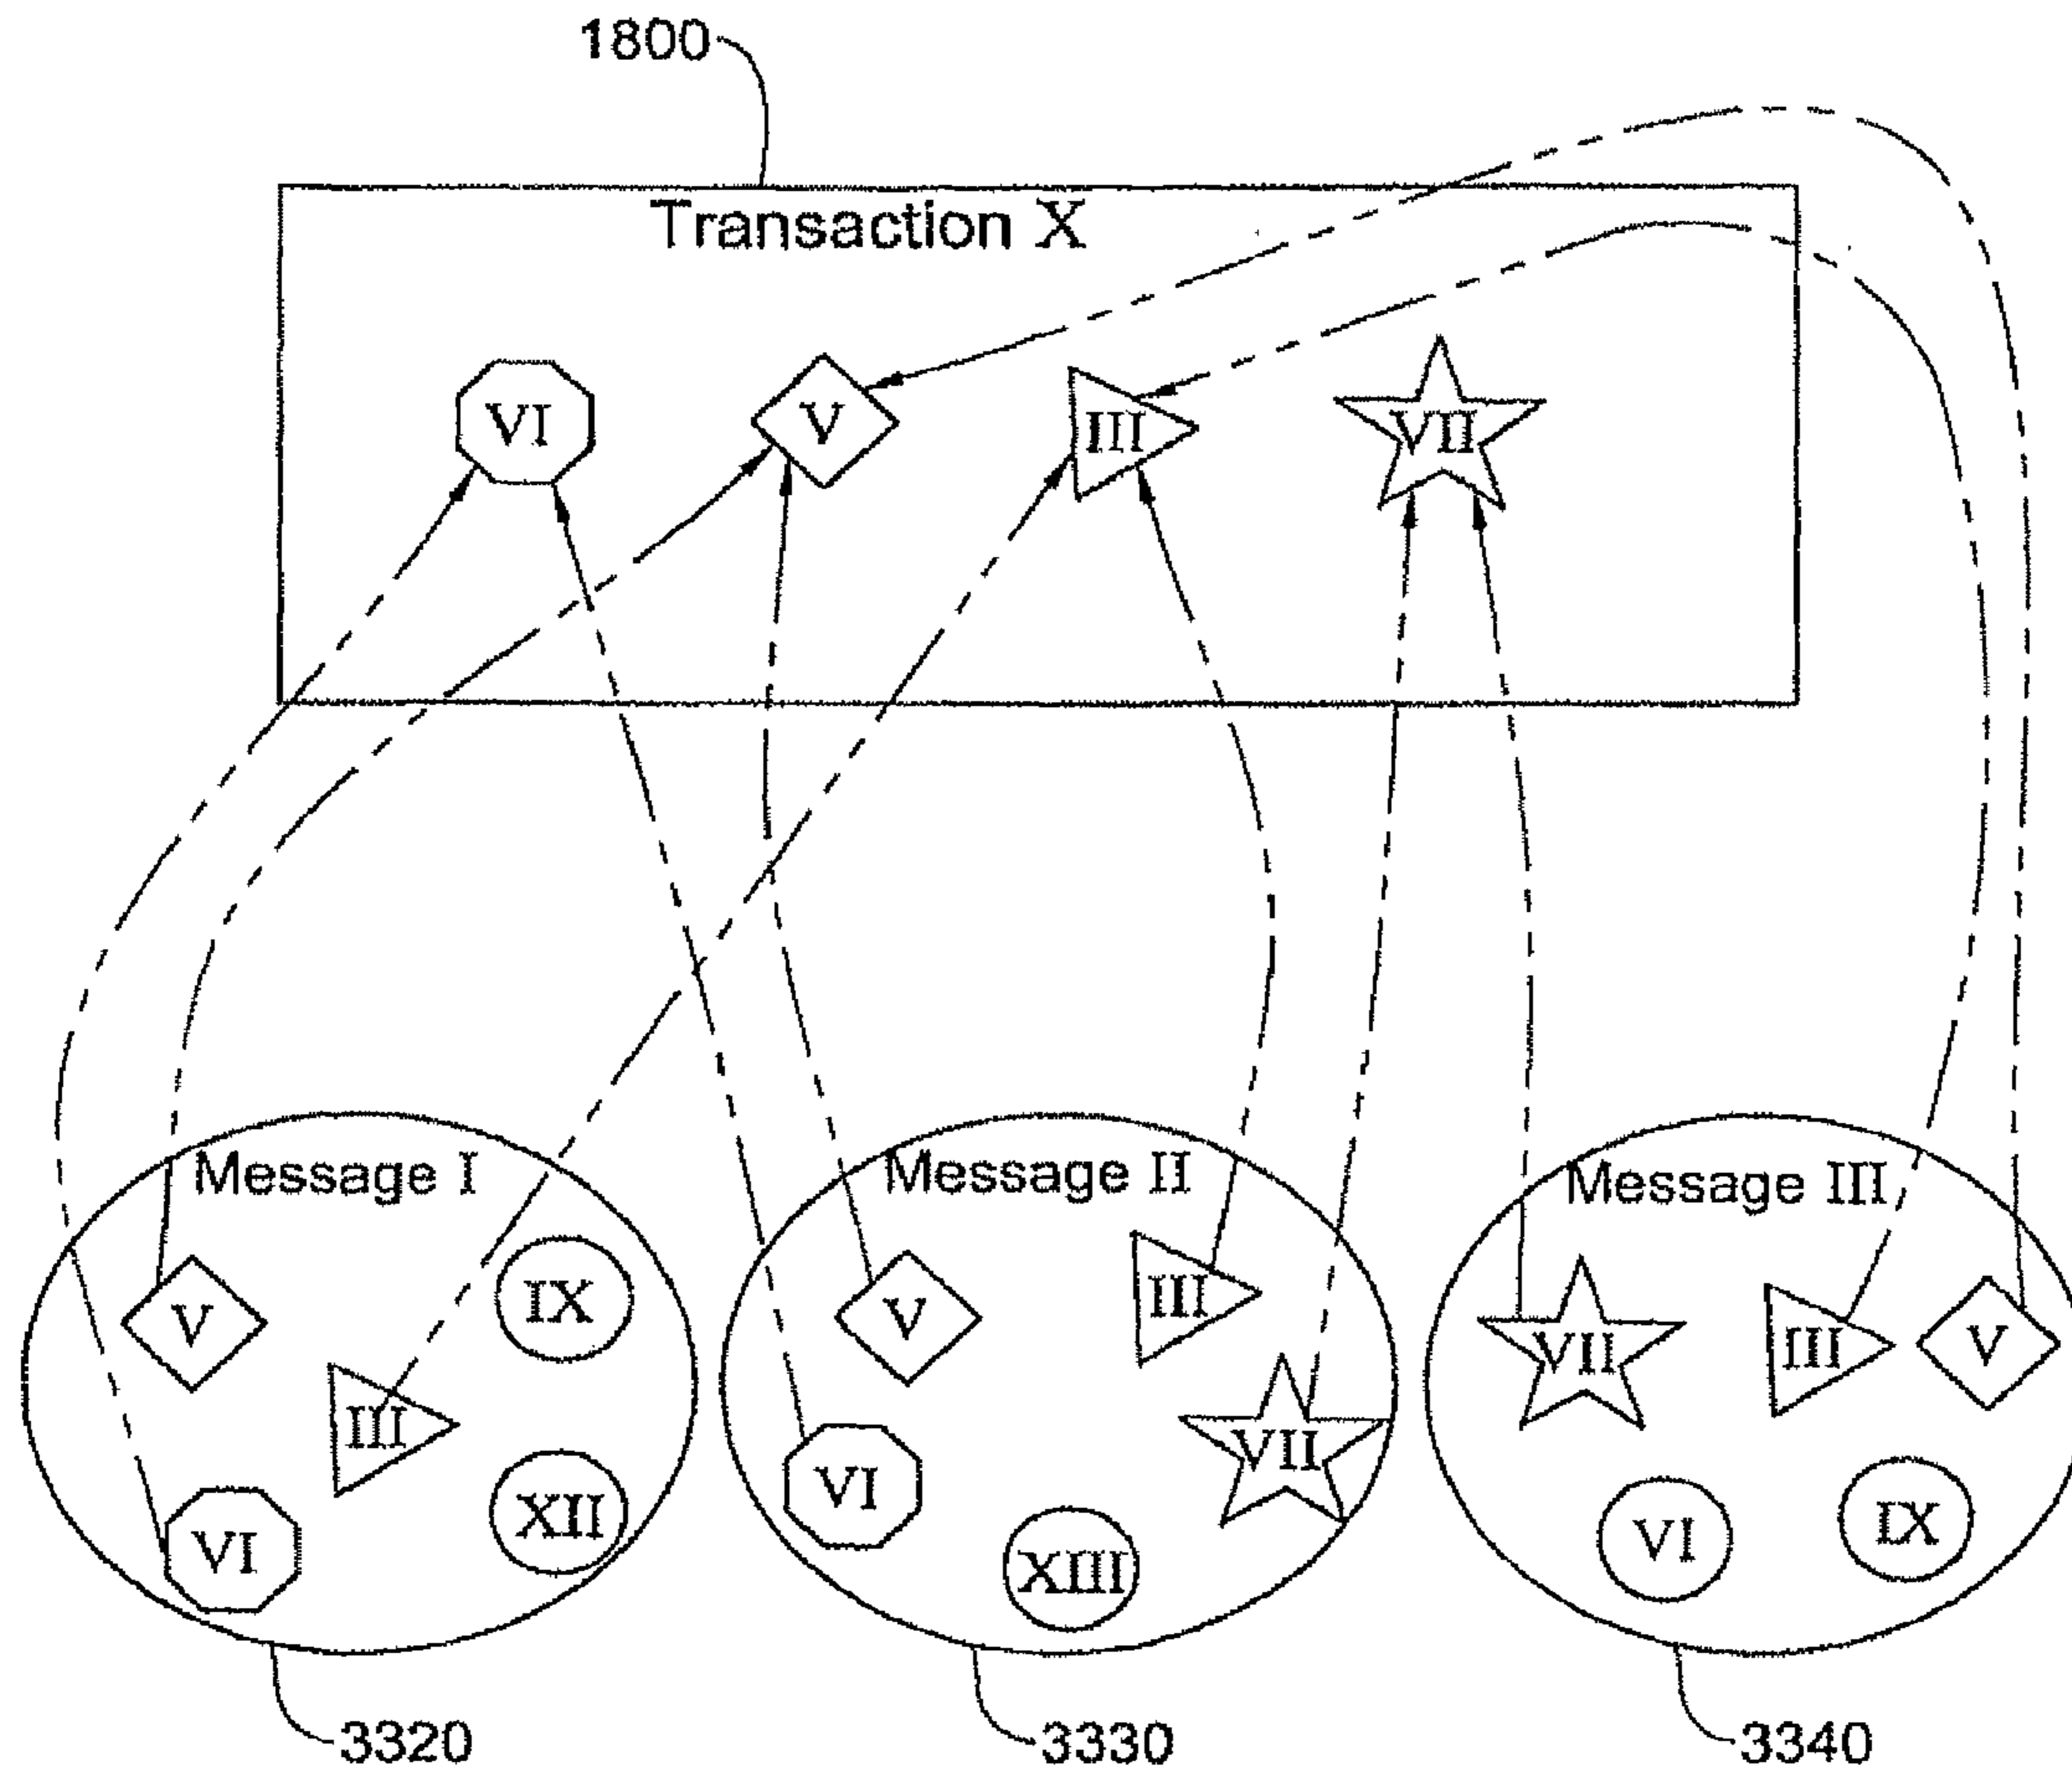 1800
Transaction X
VI
V
III
VII
Message I
V
IX
III
VI
XII
Message II
V
III
VI
VII
XIII
Message III
VII
III
V
VI
IX
3320
3330
3340